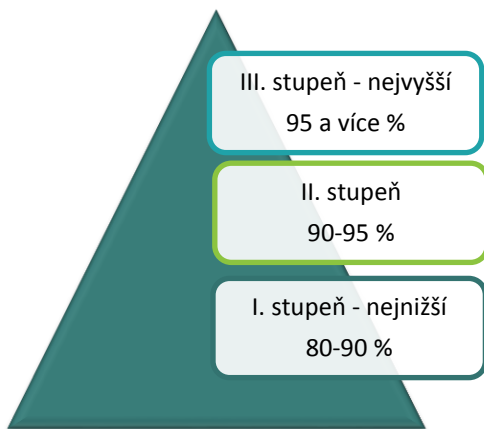 III. stupeň - nejvyšší
95 a více %
II. stupeň
90-95 %
I. stupeň - nejnižší
80-90 %